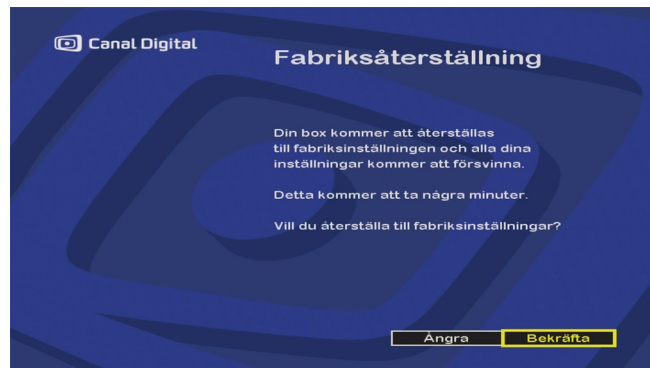 Canal Digital
Fabriksåterställning
Din box kommer att återställas
till fabriksinställningen och alla dina
inställningar kommer att försvinna.
Detta kommer att ta några minuter.
Vill du återställa till fabriksinställningar?
Ångra
Bekräfta